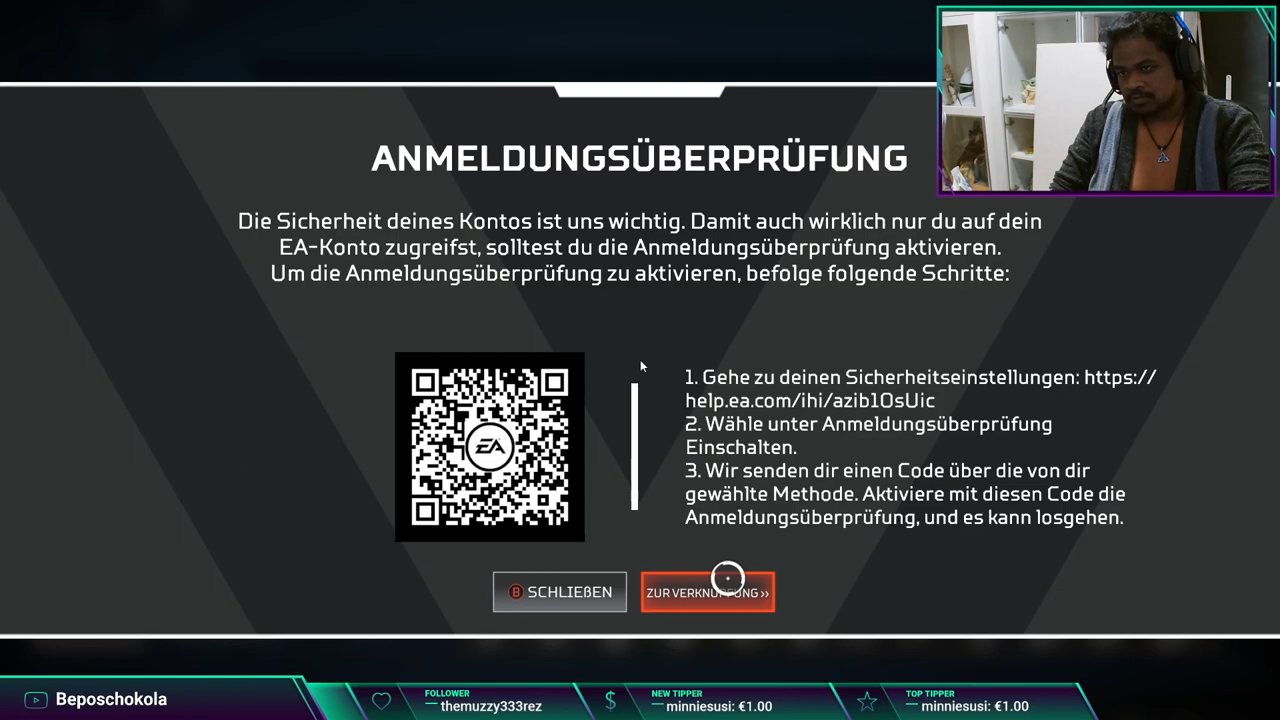 ANMELDUNGSÜBERPRÜFUNG
Die Sicherheit deines Kontos ist uns wichtig. Damit auch wirklich nur du auf dein
EA-Konto zugreifst, solltest du die Anmeldungsüberprüfung aktivieren.
Um die Anmeldungsüberprüfung zu aktivieren, befolge folgende Schritte:
EA
1. Gehe zu deinen Sicherheitseinstellungen: https://
help.ea.com/ihi/azib1OsUic
2. Wähle unter Anmeldungsüberprüfung
Einschalten.
3. Wir senden dir einen Code über die von dir
gewählte Methode. Aktiviere mit diesen Code die
Anmeldungsüberprüfung, und es kann losgehen.
B SCHLIEßEN
ZUR VERKNÜPFUNG ››
Beposchokola
FOLLOWER
themuzzy333rez
$
NEW TIPPER
minniesusi: €1.00
TOP TIPPER
minniesusi: €1.00